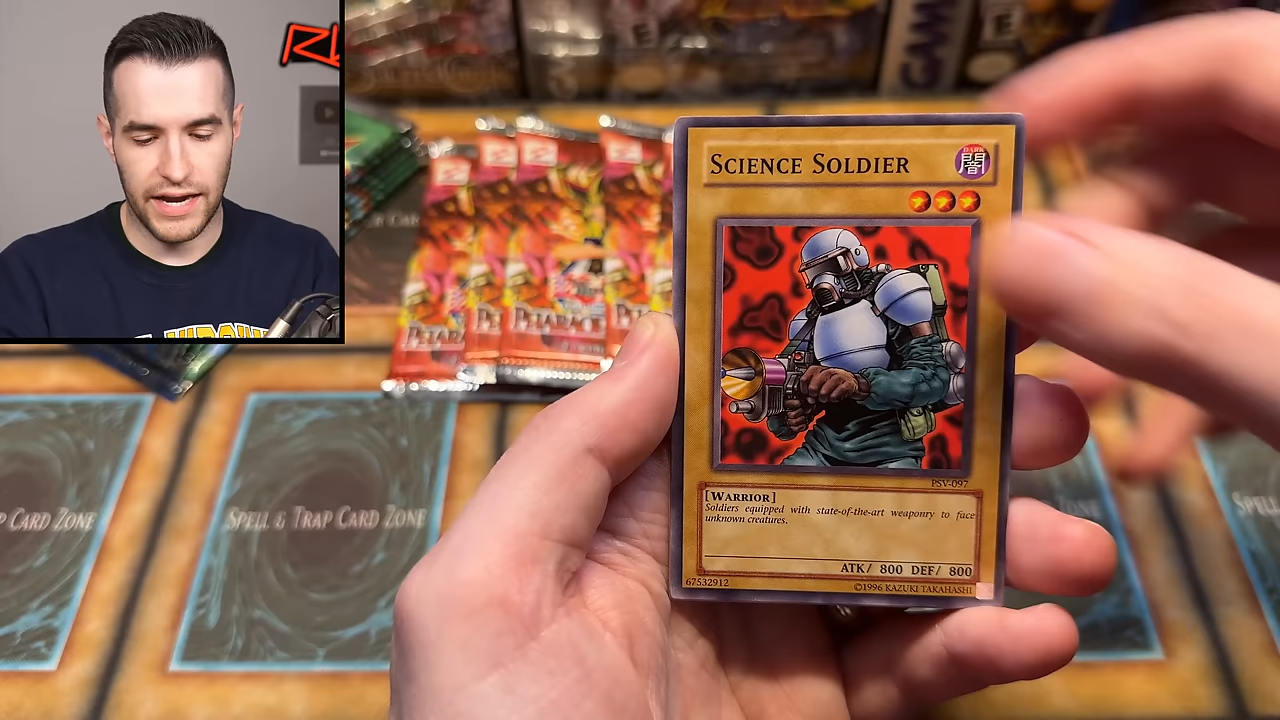 SCIENCE SOLDIER
DARK
闇
PSV-097
[WARRIOR]
Soldiers equipped with state-of-the-art weaponry to face
unknown creatures.
ATK/ 800 DEF/ 800
67532912
©1996 KAZUKI TAKAHASHI
GAME
E
E
CARD ZONE
SPELL & TRAP CARD ZONE